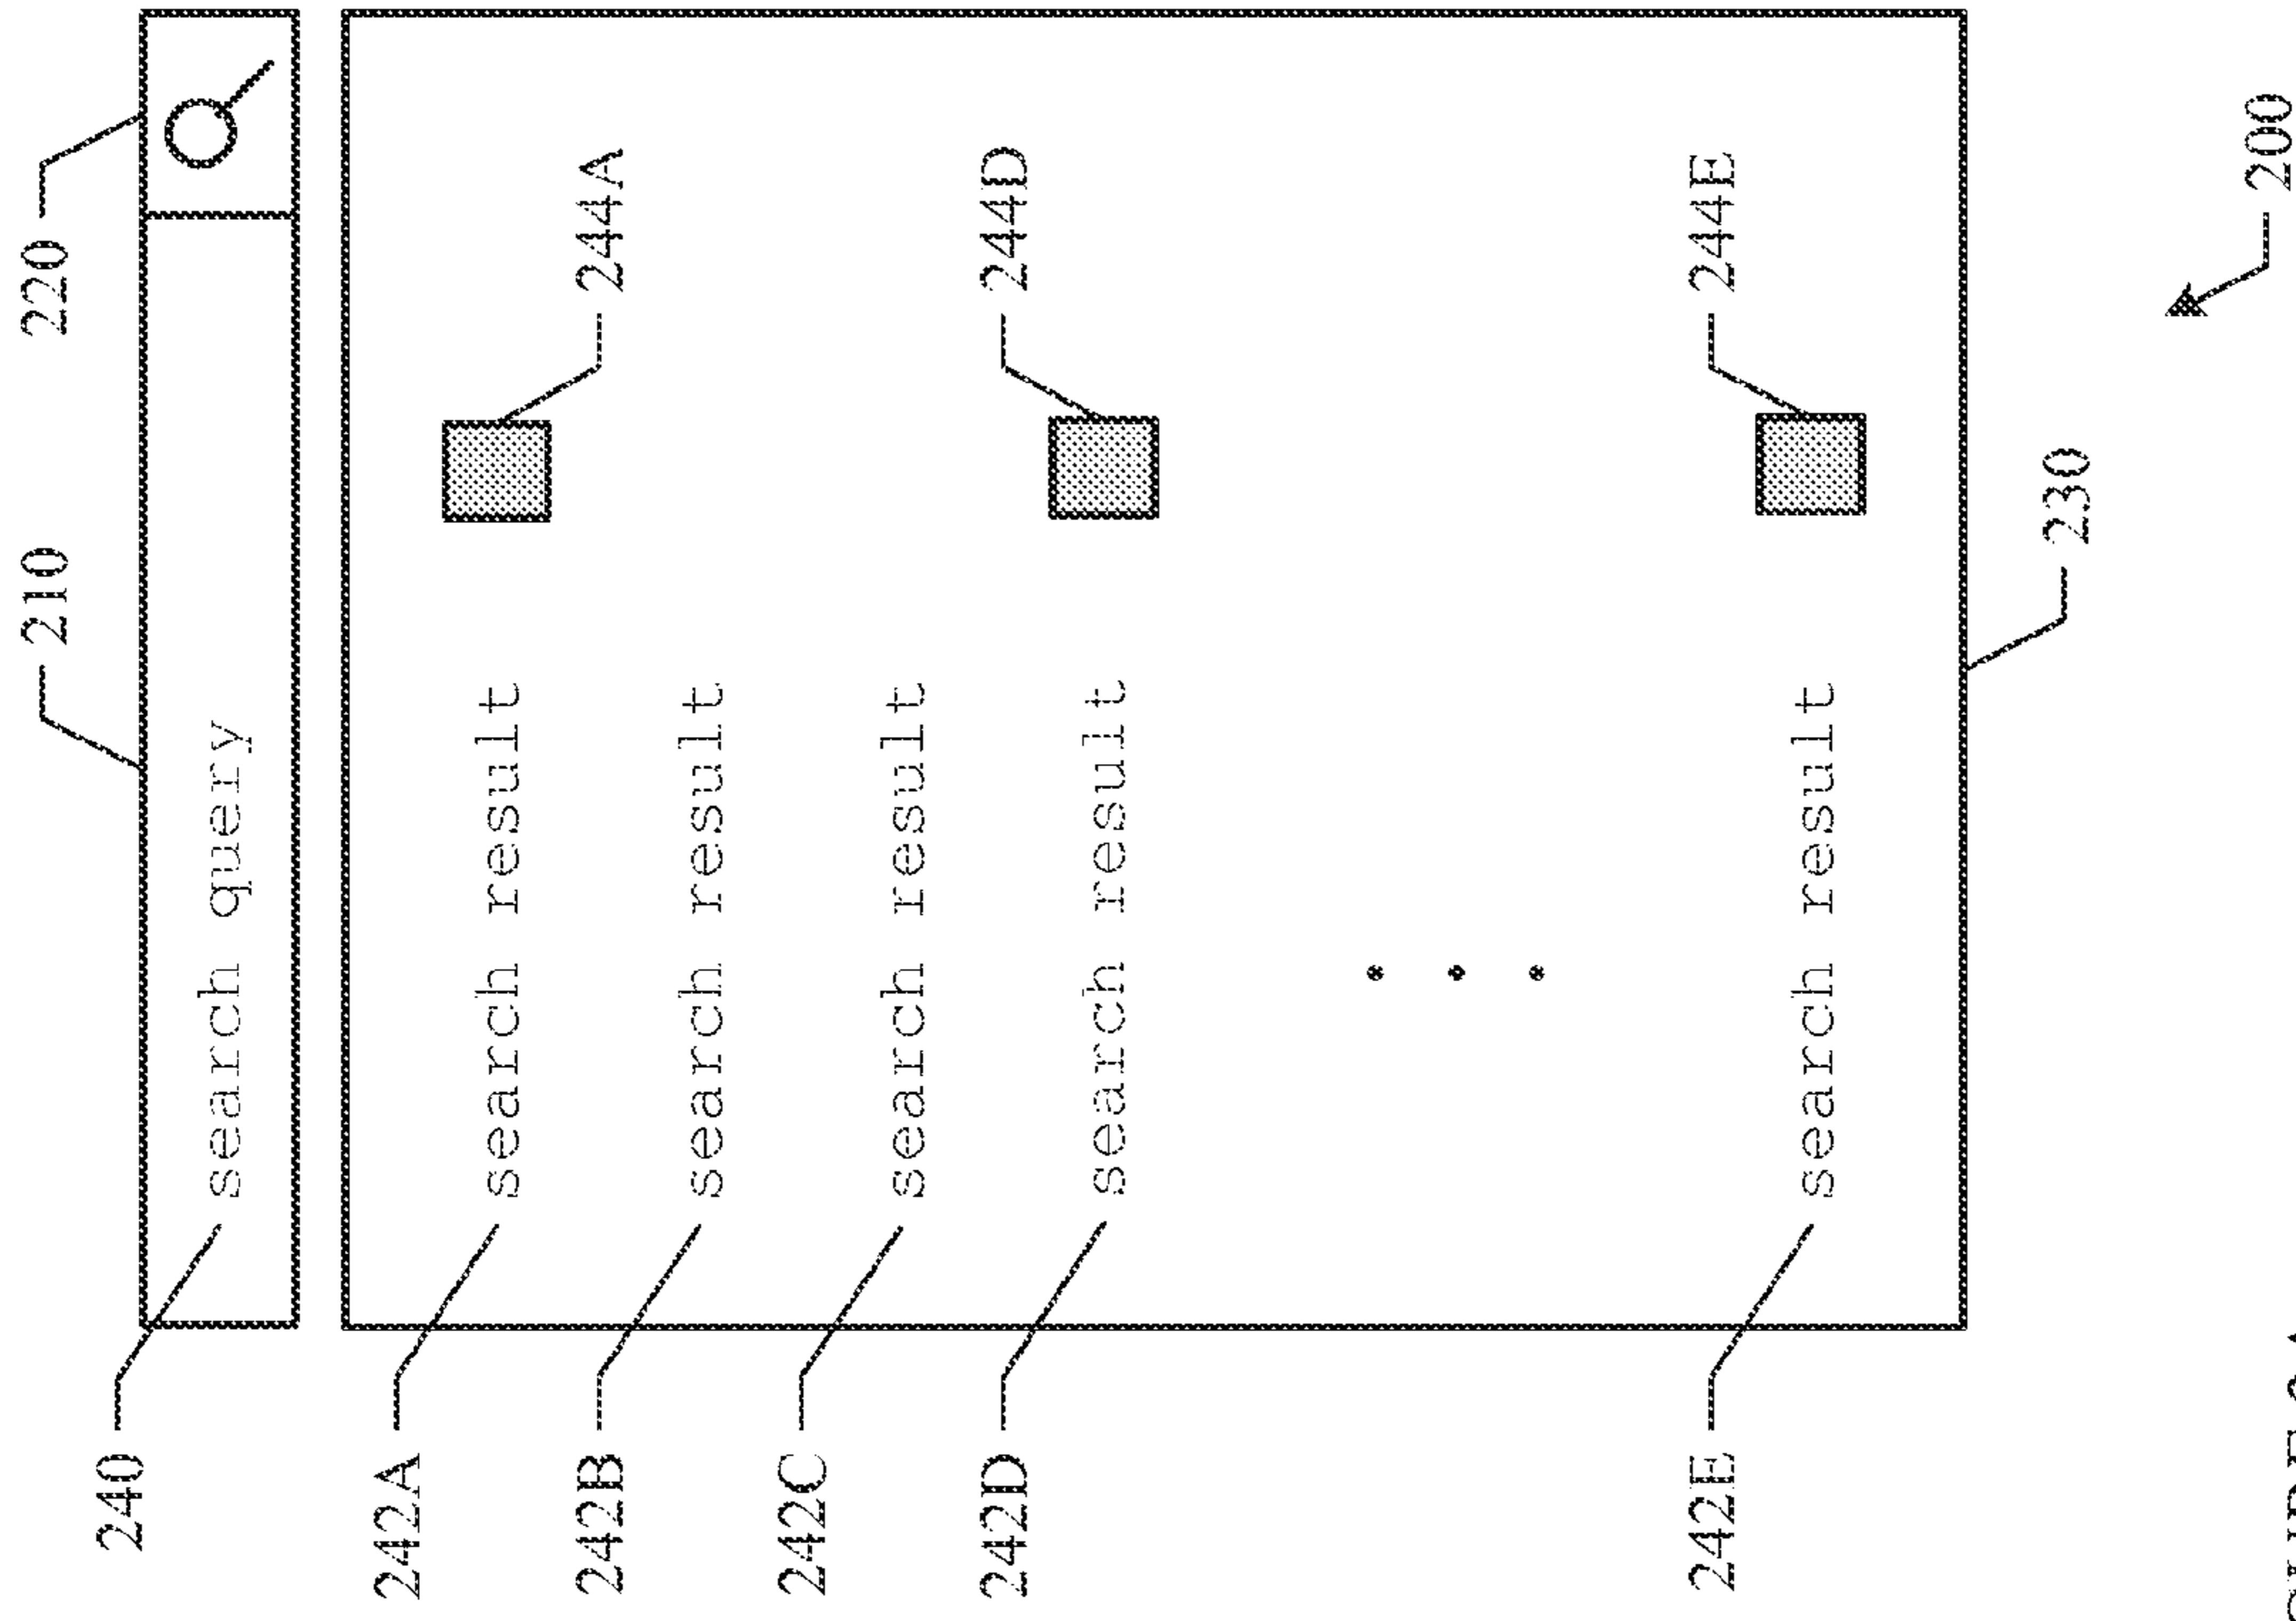 210 220
240
search query
242A
search result
242B 244A
search result
242C
search result
242D 244D
search result
242E 244E
search result
230
200